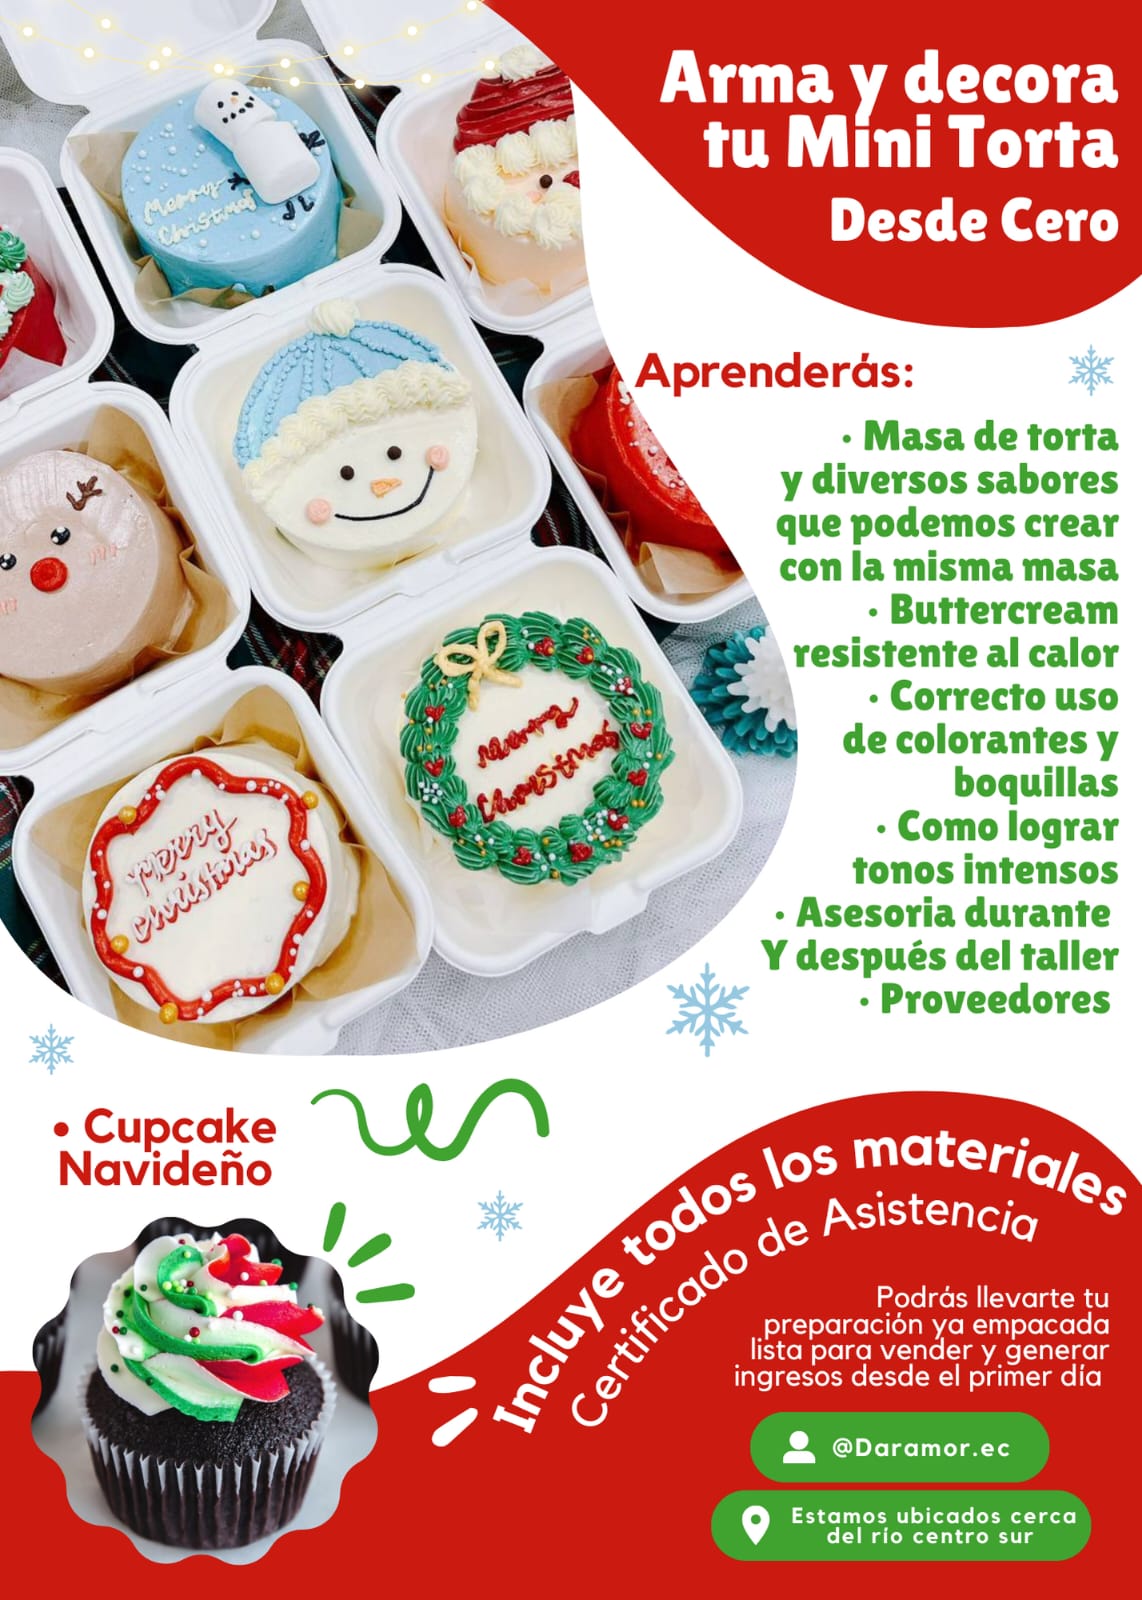 Arma y decora
tu Mini Torta
Desde Cero
Merry
Christmas
Aprenderás:
• Masa de torta
y diversos sabores
que podemos crear
con la misma masa
• Buttercream
resistente al calor
• Correcto uso
de colorantes y
boquillas
• Como lograr
tonos intensos
• Asesoria durante
Y después del taller
• Proveedores
Merry
Christmas
Merry
Christmas
• Cupcake
Navideño
Incluye todos los materiales
Certificado de Asistencia
Podrás llevarte tu
preparación ya empacada
lista para vender y generar
ingresos desde el primer día
@Daramor.ec
Estamos ubicados cerca
del río centro sur